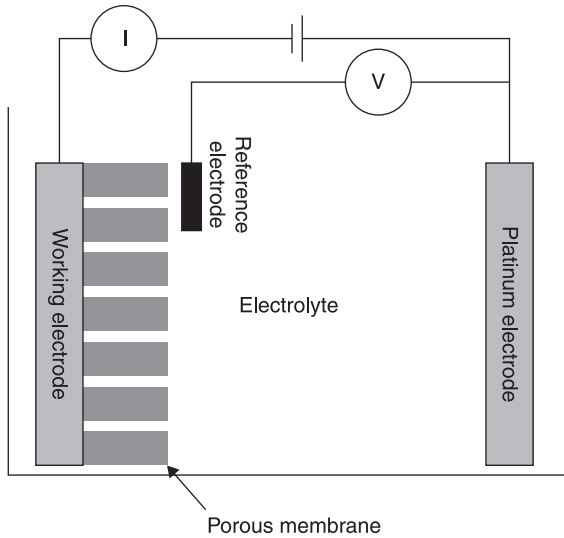 I
V
Reference
electrode
Working electrode
Platinum electrode
Electrolyte
Porous membrane